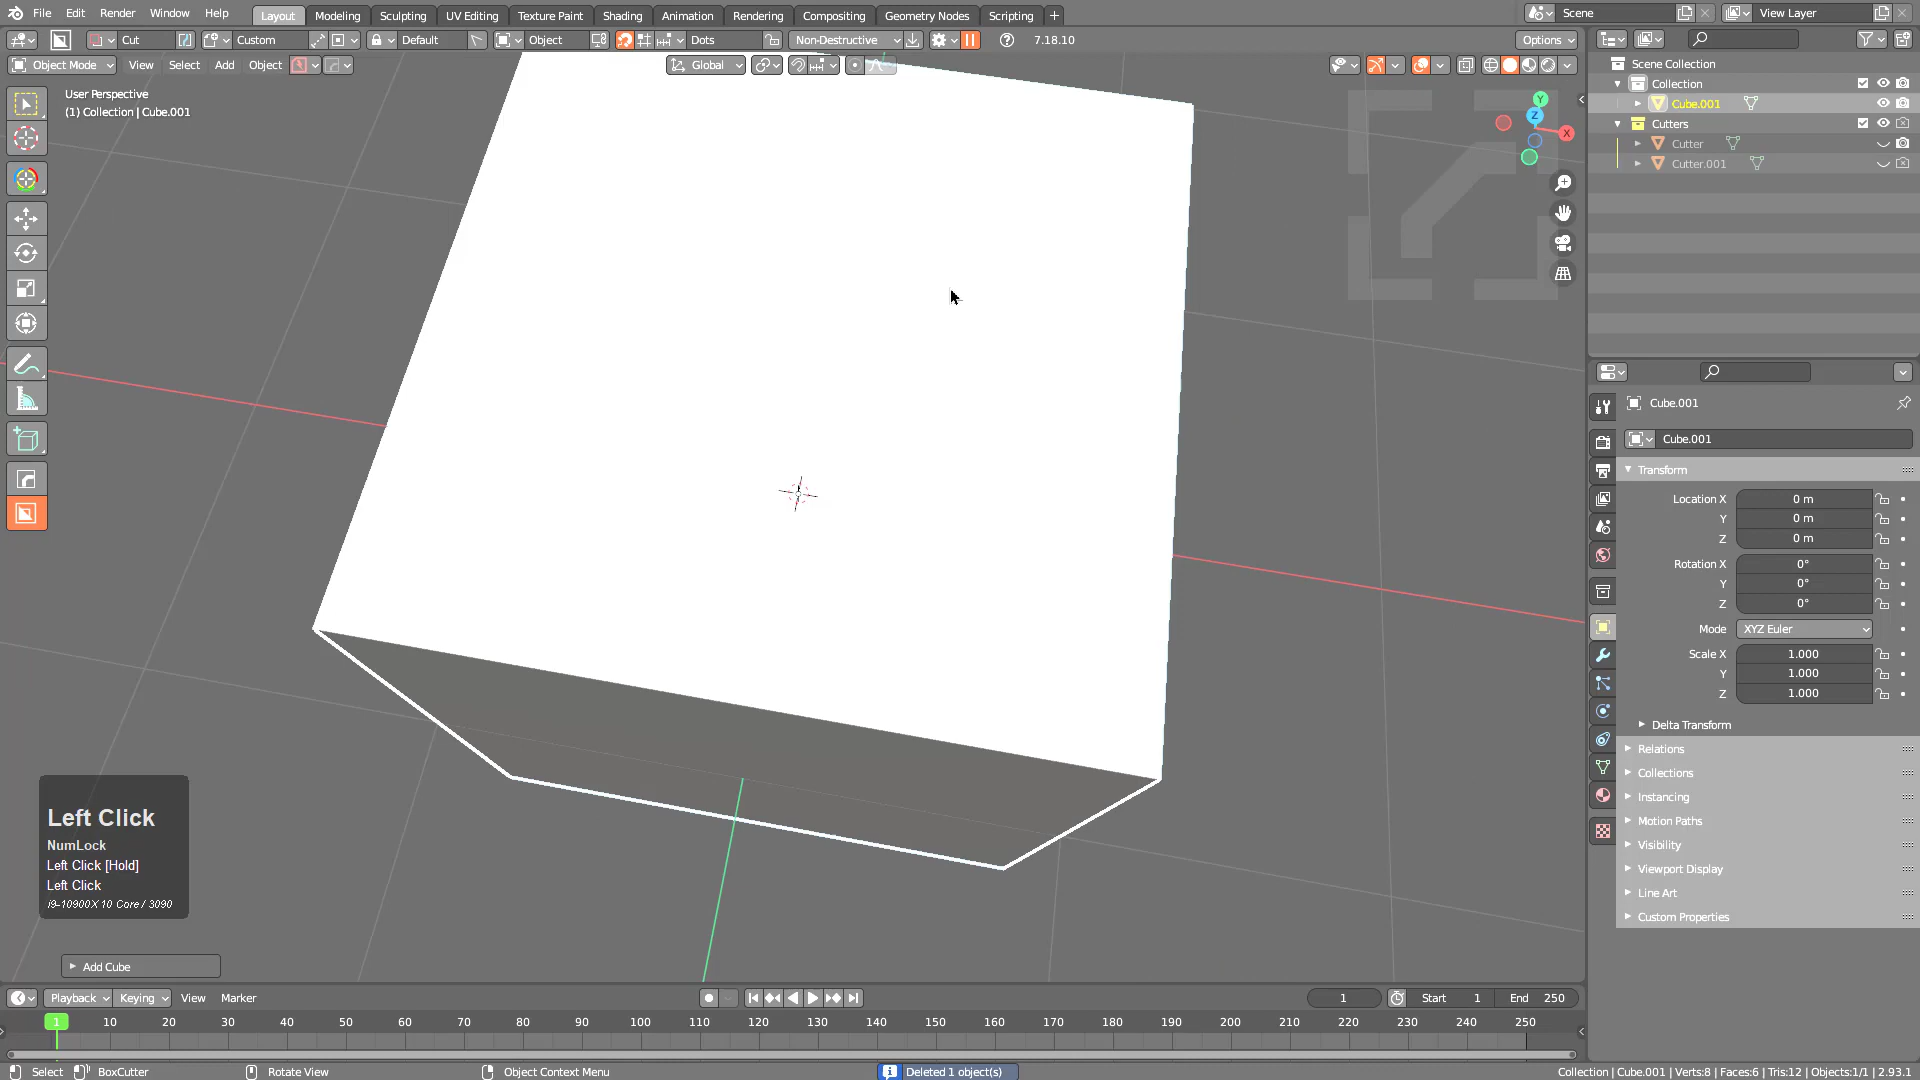 File Edit Render Window Help Layout Modeling Sculpting UV Editing Texture Paint Shading Animation Rendering Compositing Geometry Nodes Scripting + Scene View Layer
Cut Custom Default Object Dots Non-Destructive 7.18.10 Options
Object Mode View Select Add Object Global
User Perspective
(1) Collection | Cube.001
Y
Z
X
Scene Collection
Collection
Cube.001
Cutters
Cutter
Cutter.001
Cube.001
Cube.001
Transform
Location X 0 m
Y 0 m
Z 0 m
Rotation X 0°
Y 0°
Z 0°
Mode XYZ Euler
Scale X 1.000
Y 1.000
Z 1.000
Delta Transform
Relations
Collections
Instancing
Motion Paths
Visibility
Viewport Display
Line Art
Custom Properties
Left Click
NumLock
Left Click [Hold]
Left Click
i9-10900X 10 Core / 3090
Add Cube
Playback Keying View Marker 1 Start 1 End 250
1 10 20 30 40 50 60 70 80 90 100 110 120 130 140 150 160 170 180 190 200 210 220 230 240 250
Select BoxCutter Rotate View Object Context Menu Deleted 1 object(s) Collection | Cube.001 | Verts:8 | Faces:6 | Tris:12 | Objects:1/1 | 2.93.1